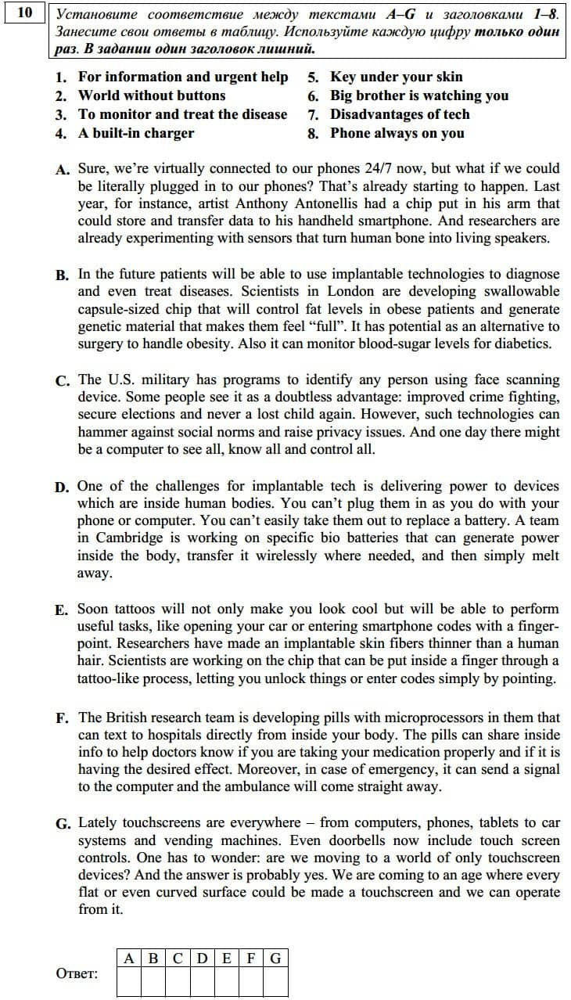 10
Установите соответствие между текстами A–G и заголовками 1–8.
Занесите свои ответы в таблицу. Используйте каждую цифру только один
раз. В задании один заголовок лишний.
1. For information and urgent help
2. World without buttons
3. To monitor and treat the disease
4. A built-in charger
5. Key under your skin
6. Big brother is watching you
7. Disadvantages of tech
8. Phone always on you
A. Sure, we’re virtually connected to our phones 24/7 now, but what if we could
be literally plugged in to our phones? That’s already starting to happen. Last
year, for instance, artist Anthony Antonellis had a chip put in his arm that
could store and transfer data to his handheld smartphone. And researchers are
already experimenting with sensors that turn human bone into living speakers.
B. In the future patients will be able to use implantable technologies to diagnose
and even treat diseases. Scientists in London are developing swallowable
capsule-sized chip that will control fat levels in obese patients and generate
genetic material that makes them feel “full”. It has potential as an alternative to
surgery to handle obesity. Also it can monitor blood-sugar levels for diabetics.
C. The U.S. military has programs to identify any person using face scanning
device. Some people see it as a doubtless advantage: improved crime fighting,
secure elections and never a lost child again. However, such technologies can
hammer against social norms and raise privacy issues. And one day there might
be a computer to see all, know all and control all.
D. One of the challenges for implantable tech is delivering power to devices
which are inside human bodies. You can’t plug them in as you do with your
phone or computer. You can’t easily take them out to replace a battery. A team
in Cambridge is working on specific bio batteries that can generate power
inside the body, transfer it wirelessly where needed, and then simply melt
away.
E. Soon tattoos will not only make you look cool but will be able to perform
useful tasks, like opening your car or entering smartphone codes with a finger-
point. Researchers have made an implantable skin fibers thinner than a human
hair. Scientists are working on the chip that can be put inside a finger through a
tattoo-like process, letting you unlock things or enter codes simply by pointing.
F. The British research team is developing pills with microprocessors in them that
can text to hospitals directly from inside your body. The pills can share inside
info to help doctors know if you are taking your medication properly and if it is
having the desired effect. Moreover, in case of emergency, it can send a signal
to the computer and the ambulance will come straight away.
G. Lately touchscreens are everywhere – from computers, phones, tablets to car
systems and vending machines. Even doorbells now include touch screen
controls. One has to wonder: are we moving to a world of only touchscreen
devices? And the answer is probably yes. We are coming to an age where every
flat or even curved surface could be made a touchscreen and we can operate
from it.
A B C D E F G
Ответ: